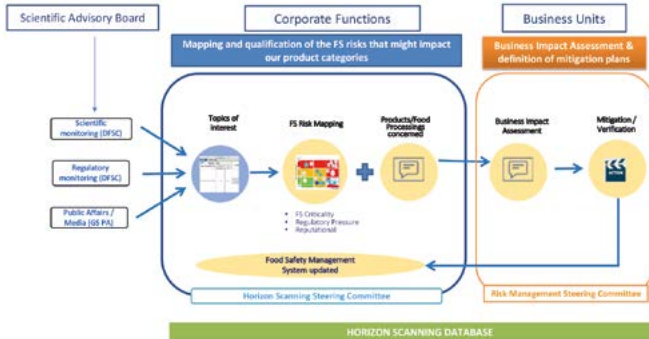 Scientific Advisory Board
Corporate Functions
Business Units
Mapping and qualification of the FS risks that might impact
our product categories
Business Impact Assessment &
definition of mitigation plans
Scientific
monitoring (DFSC)
Regulatory
monitoring (DFSC)
Public Affairs /
Media (GS PA)
Topics of
interest
FS Risk Mapping
Products/Food
Processings
concerned
Business Impact
Assessment
Mitigation /
Verification
ACTION
• FS Criticality
• Regulatory Pressure
• Reputational
Food Safety Management
System updated
Horizon Scanning Steering Committee
Risk Management Steering Committee
HORIZON SCANNING DATABASE